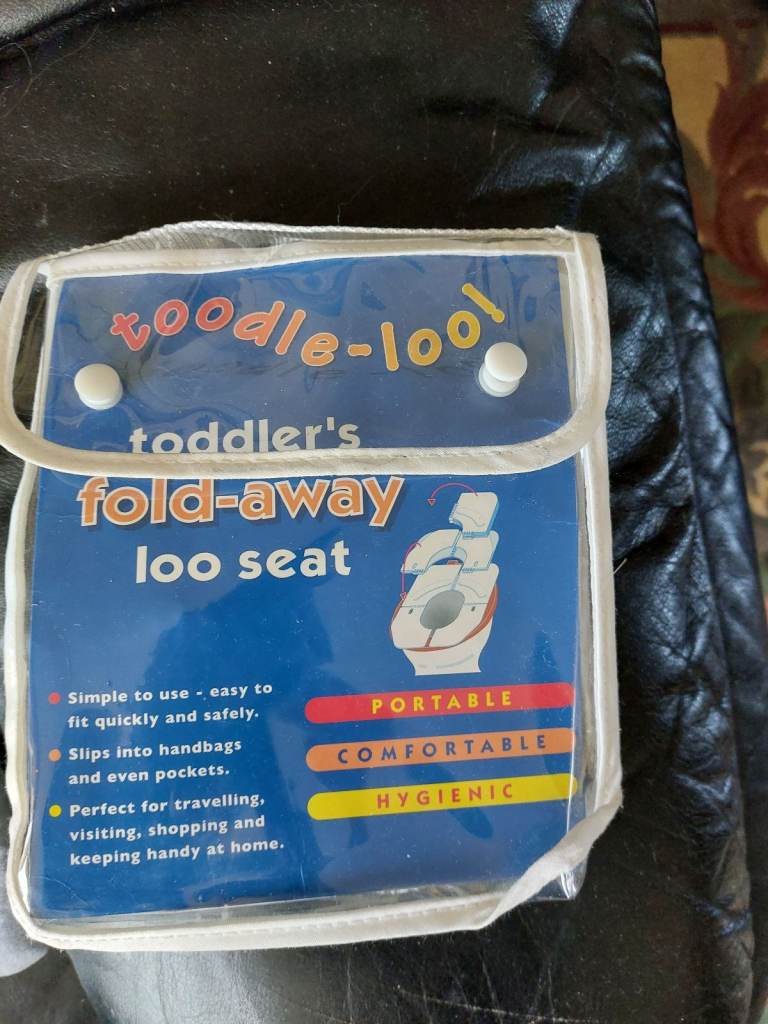 toodle-loo!
toddler's
fold-away
loo seat
Simple to use - easy to
fit quickly and safely.
Slips into handbags
and even pockets.
Perfect for travelling,
visiting, shopping and
keeping handy at home.
PORTABLE
COMFORTABLE
HYGIENIC